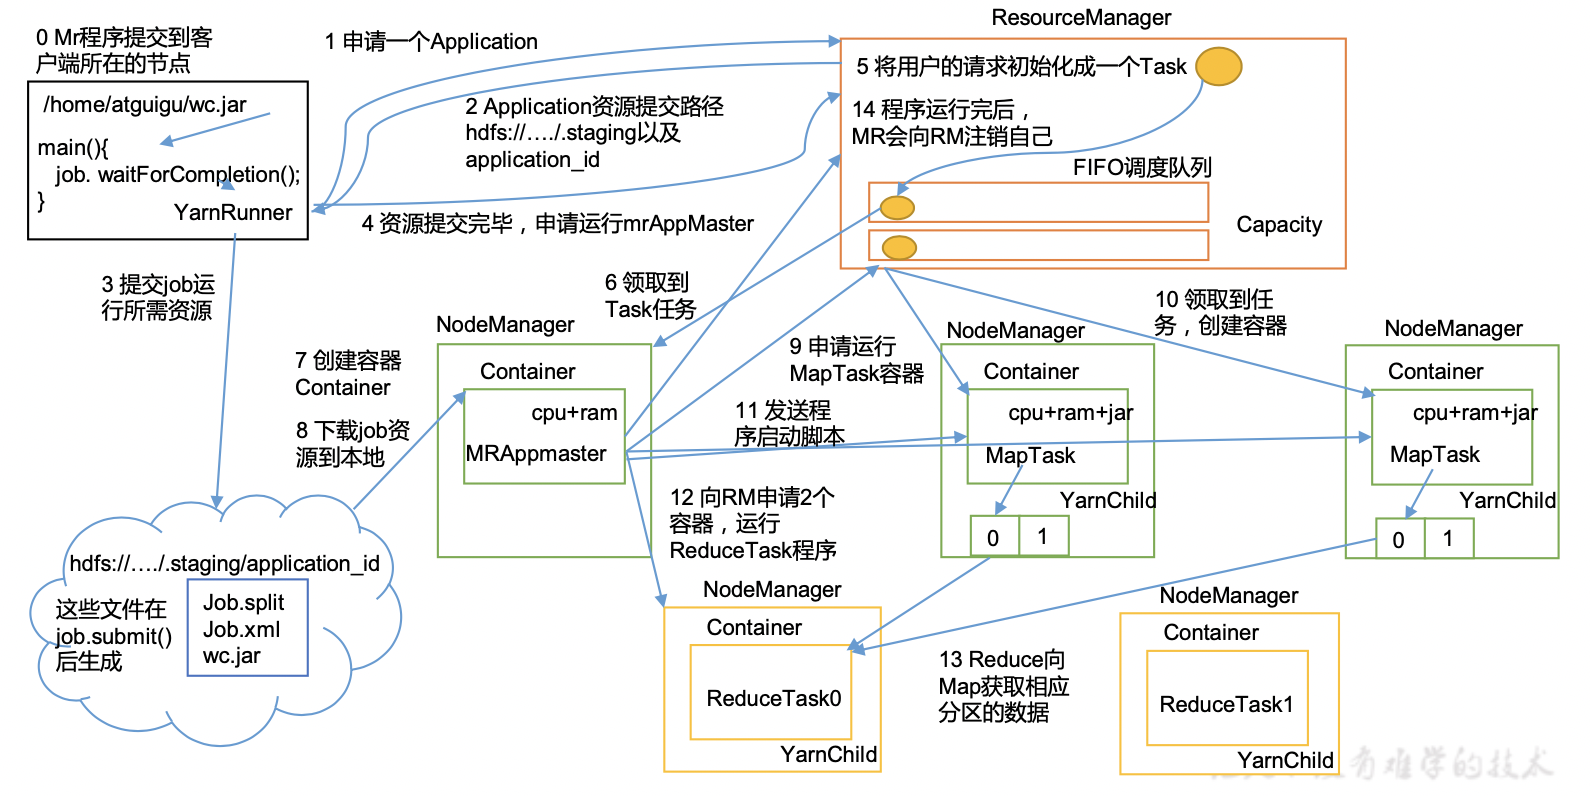 ResourceManager
0 Mr程序提交到客
户端所在的节点
/home/atguigu/wc.jar
main(){
job. waitForCompletion();
}
YarnRunner
1 申请一个Application
2 Application资源提交路径
hdfs://…./.staging以及
application_id
5 将用户的请求初始化成一个Task
14 程序运行完后，
MR会向RM注销自己
FIFO调度队列
Capacity
4 资源提交完毕，申请运行mrAppMaster
3 提交job运
行所需资源
6 领取到
Task任务
10 领取到任
务，创建容器
NodeManager
NodeManager
NodeManager
7 创建容器
Container
8 下载job资
源到本地
Container
cpu+ram
MRAppmaster
9 申请运行
MapTask容器
11 发送程
序启动脚本
Container
cpu+ram+jar
MapTask
YarnChild
0
1
Container
cpu+ram+jar
MapTask
YarnChild
0
1
12 向RM申请2个
容器，运行
ReduceTask程序
hdfs://…./.staging/application_id
这些文件在
job.submit()
后生成
Job.split
Job.xml
wc.jar
NodeManager
Container
ReduceTask0
YarnChild
13 Reduce向
Map获取相应
分区的数据
NodeManager
Container
ReduceTask1
YarnChild
有难学的技术